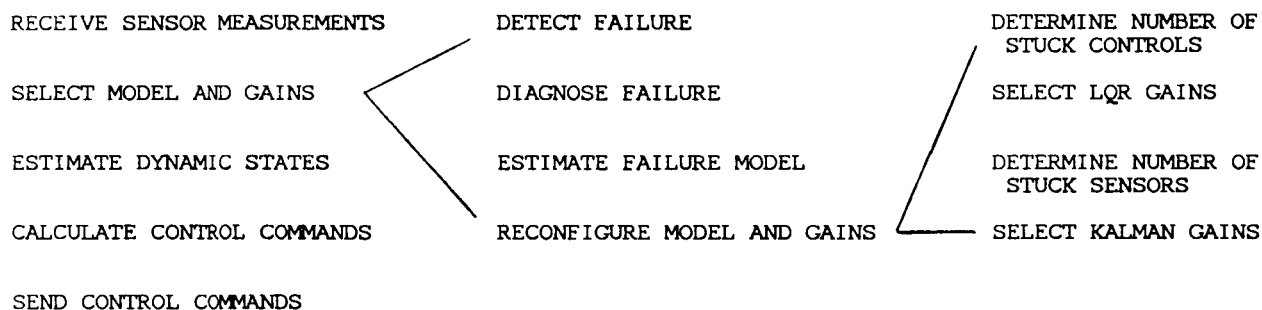 RECEIVE SENSOR MEASUREMENTS
SELECT MODEL AND GAINS
ESTIMATE DYNAMIC STATES
CALCULATE CONTROL COMMANDS
SEND CONTROL COMMANDS
DETECT FAILURE
DIAGNOSE FAILURE
ESTIMATE FAILURE MODEL
RECONFIGURE MODEL AND GAINS
DETERMINE NUMBER OF
STUCK CONTROLS
SELECT LQR GAINS
DETERMINE NUMBER OF
STUCK SENSORS
SELECT KALMAN GAINS